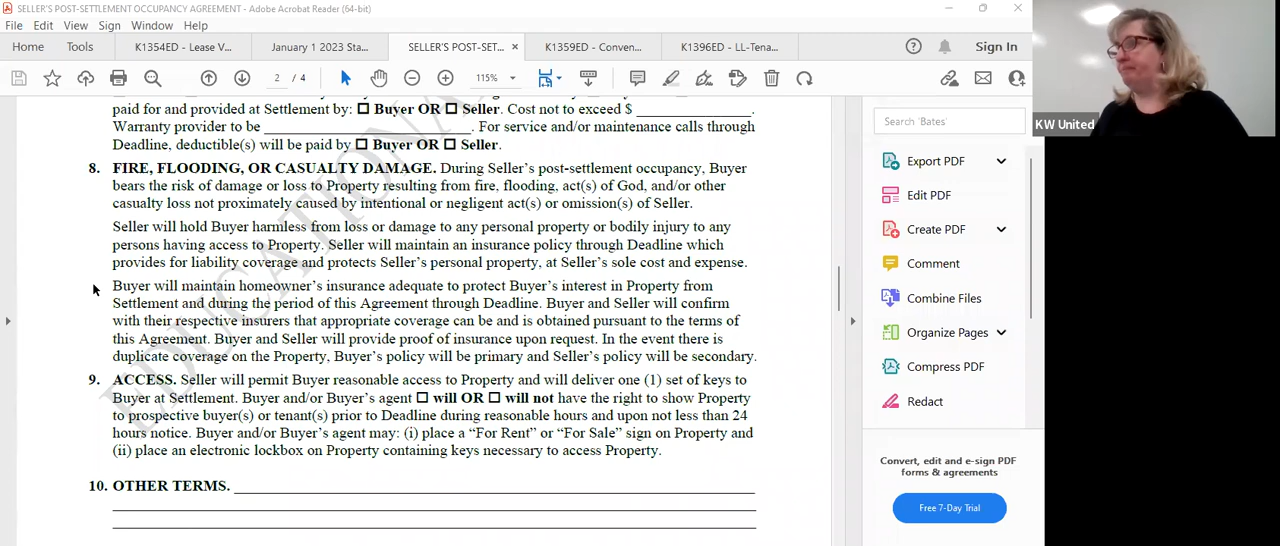 SELLER'S POST-SETTLEMENT OCCUPANCY AGREEMENT - Adobe Acrobat Reader (64-bit)
File Edit View Sign Window Help
Home Tools K1354ED - Lease V... January 1 2023 Sta... SELLER'S POST-SET... × K1359ED - Conven... K1396ED - LL-Tena... Sign In
2 / 4 115%
paid for and provided at Settlement by: ☐ Buyer OR ☐ Seller. Cost not to exceed $ ____________.
Warranty provider to be ____________. For service and/or maintenance calls through
Deadline, deductible(s) will be paid by ☐ Buyer OR ☐ Seller.
8. FIRE, FLOODING, OR CASUALTY DAMAGE. During Seller's post-settlement occupancy, Buyer
bears the risk of damage or loss to Property resulting from fire, flooding, act(s) of God, and/or other
casualty loss not proximately caused by intentional or negligent act(s) or omission(s) of Seller.
Seller will hold Buyer harmless from loss or damage to any personal property or bodily injury to any
persons having access to Property. Seller will maintain an insurance policy through Deadline which
provides for liability coverage and protects Seller's personal property, at Seller's sole cost and expense.
Buyer will maintain homeowner's insurance adequate to protect Buyer's interest in Property from
Settlement and during the period of this Agreement through Deadline. Buyer and Seller will confirm
with their respective insurers that appropriate coverage can be and is obtained pursuant to the terms of
this Agreement. Buyer and Seller will provide proof of insurance upon request. In the event there is
duplicate coverage on the Property, Buyer's policy will be primary and Seller's policy will be secondary.
9. ACCESS. Seller will permit Buyer reasonable access to Property and will deliver one (1) set of keys to
Buyer at Settlement. Buyer and/or Buyer's agent ☐ will OR ☐ will not have the right to show Property
to prospective buyer(s) or tenant(s) prior to Deadline during reasonable hours and upon not less than 24
hours notice. Buyer and/or Buyer's agent may: (i) place a "For Rent" or "For Sale" sign on Property and
(ii) place an electronic lockbox on Property containing keys necessary to access Property.
10. OTHER TERMS.
EDUCATIONAL
Search 'Bates'
Export PDF
Edit PDF
Create PDF
Comment
Combine Files
Organize Pages
Compress PDF
Redact
Convert, edit and e-sign PDF
forms & agreements
Free 7-Day Trial
KW United